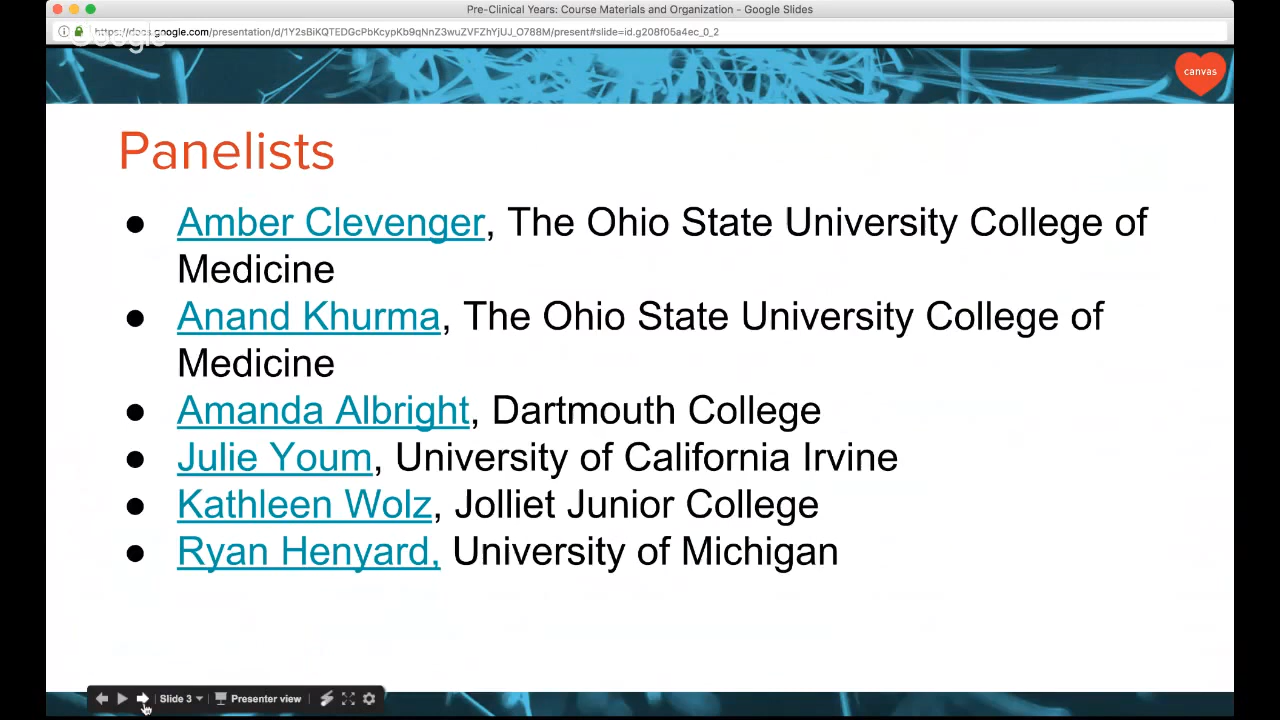 Pre-Clinical Years: Course Materials and Organization - Google Slides
https://docs.google.com/presentation/d/1Y2sBiKQTEDGcPbKcypKb9qNnZ3wuZVFZhYjUJ_O788M/present#slide=id.g208f05a4ec_0_2
Google
canvas
Panelists
● Amber Clevenger, The Ohio State University College of
Medicine
● Anand Khurma, The Ohio State University College of
Medicine
● Amanda Albright, Dartmouth College
● Julie Youm, University of California Irvine
● Kathleen Wolz, Jolliet Junior College
● Ryan Henyard, University of Michigan
Slide 3 Presenter view